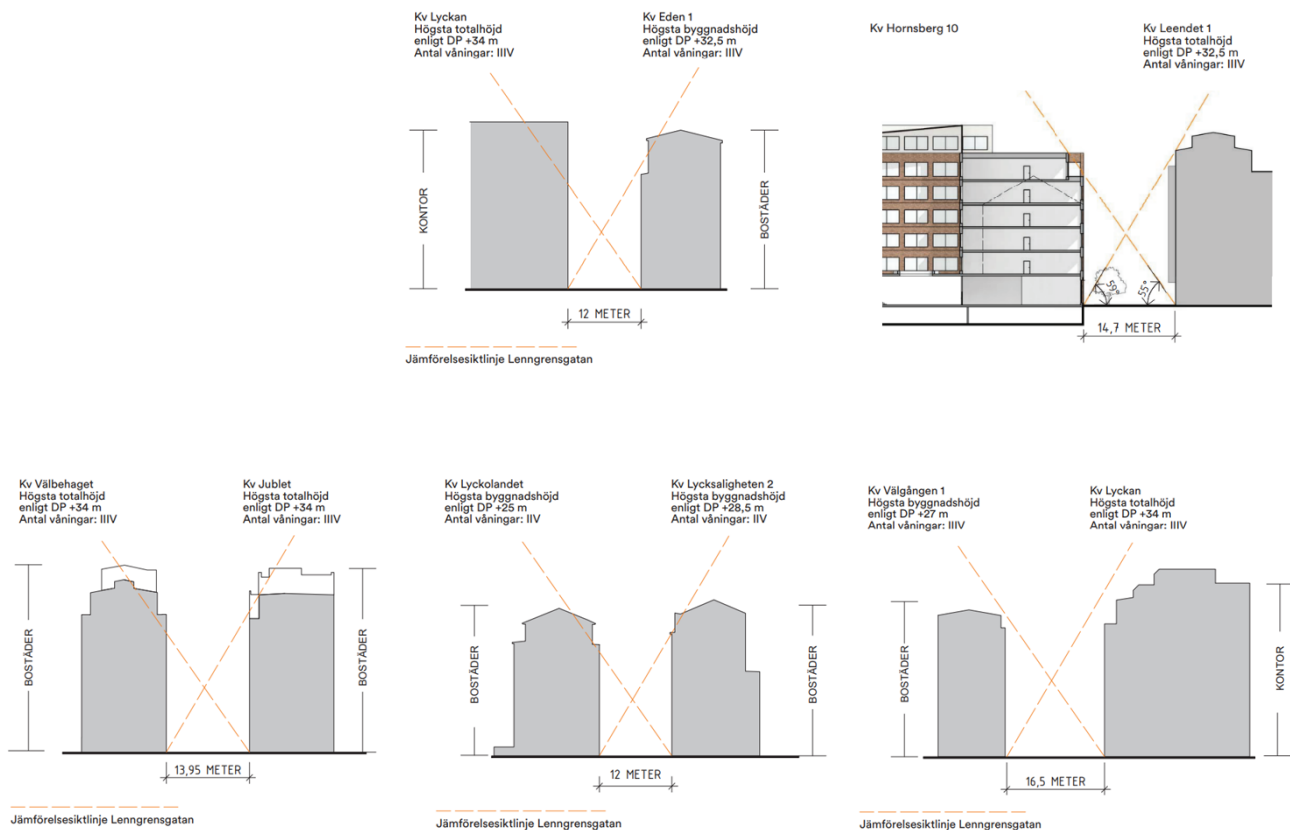 Kv Lyckan
Högsta totalhöjd
enligt DP +34 m
Antal våningar: IIIV
Kv Eden 1
Högsta byggnadshöjd
enligt DP +32,5 m
Antal våningar: IIIV
KONTOR
BOSTÄDER
12 METER
Jämförelsesiktlinje Lenngrensgatan
Kv Hornsberg 10
Kv Leendet 1
Högsta totalhöjd
enligt DP +32,5 m
Antal våningar: IIIV
59°
55°
14,7 METER
Kv Välbehaget
Högsta totalhöjd
enligt DP +34 m
Antal våningar: IIIV
Kv Jublet
Högsta totalhöjd
enligt DP +34 m
Antal våningar: IIIV
BOSTÄDER
BOSTÄDER
13,95 METER
Jämförelsesiktlinje Lenngrensgatan
Kv Lyckolandet
Högsta byggnadshöjd
enligt DP +25 m
Antal våningar: IIV
Kv Lycksaligheten 2
Högsta byggnadshöjd
enligt DP +28,5 m
Antal våningar: IIV
BOSTÄDER
BOSTÄDER
12 METER
Jämförelsesiktlinje Lenngrensgatan
Kv Välgången 1
Högsta byggnadshöjd
enligt DP +27 m
Antal våningar: IIIV
Kv Lyckan
Högsta totalhöjd
enligt DP +34 m
Antal våningar: IIIV
BOSTÄDER
KONTOR
16,5 METER
Jämförelsesiktlinje Lenngrensgatan